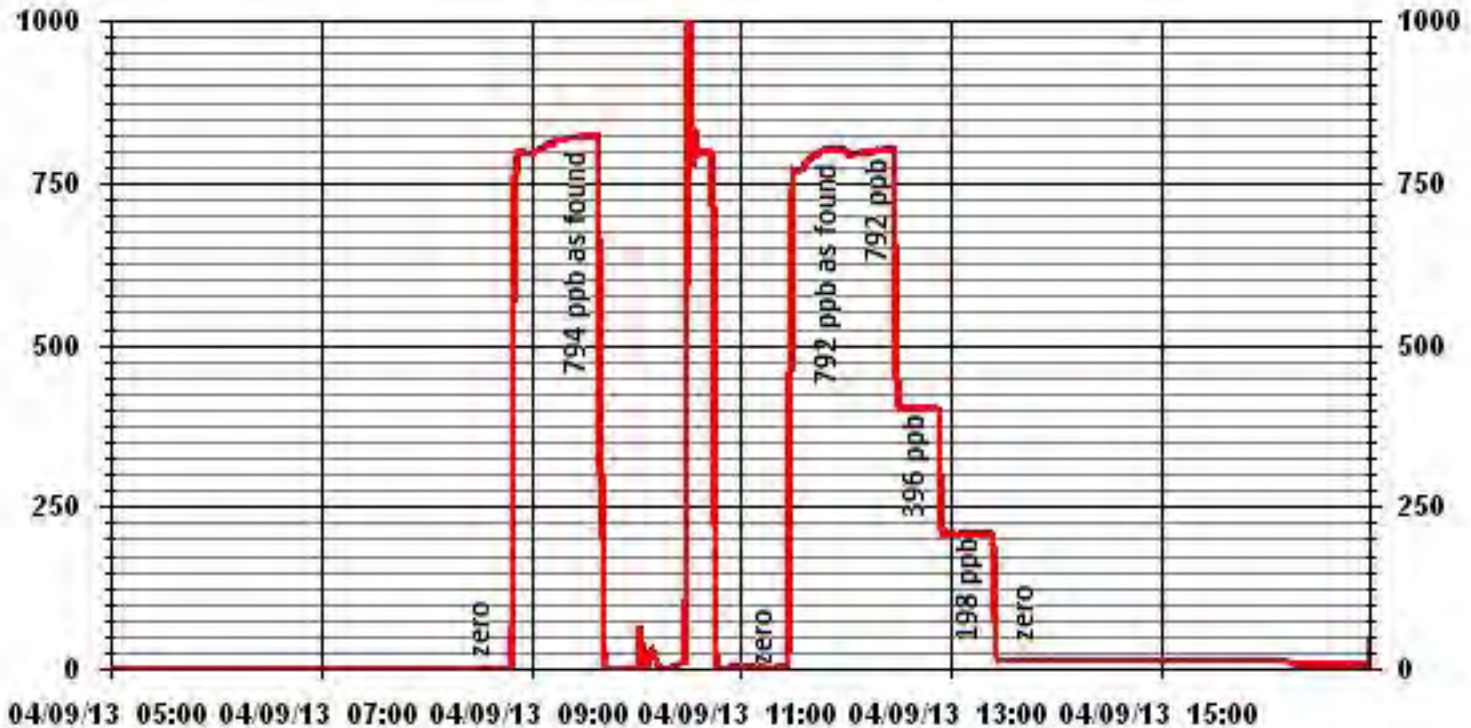 1000 1000
750 750
500 500
250 250
0 0
zero
794 ppb as found
zero
792 ppb as found
792 ppb
396 ppb
198 ppb
zero
04/09/13 05:00 04/09/13 07:00 04/09/13 09:00 04/09/13 11:00 04/09/13 13:00 04/09/13 15:00